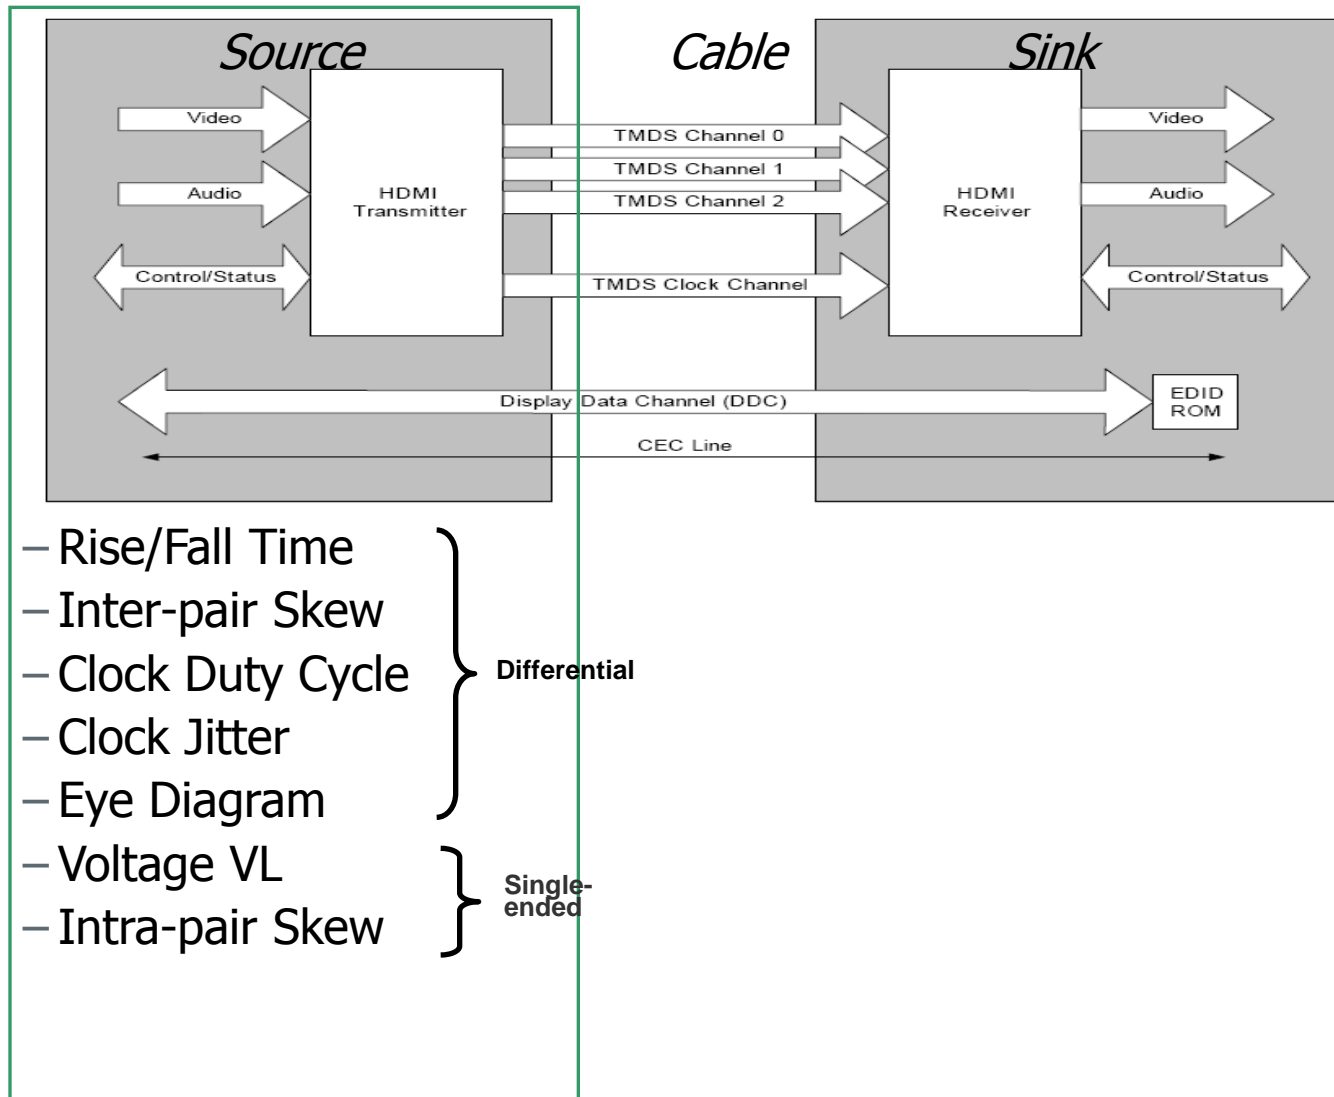 Source
Cable
Sink
Video
Audio
Control/Status
HDMI
Transmitter
TMDS Channel 0
TMDS Channel 1
TMDS Channel 2
TMDS Clock Channel
HDMI
Receiver
Video
Audio
Control/Status
Display Data Channel (DDC)
EDID
ROM
CEC Line
– Rise/Fall Time
– Inter-pair Skew
– Clock Duty Cycle
– Clock Jitter
– Eye Diagram
Differential
– Voltage VL
– Intra-pair Skew
Single-
ended